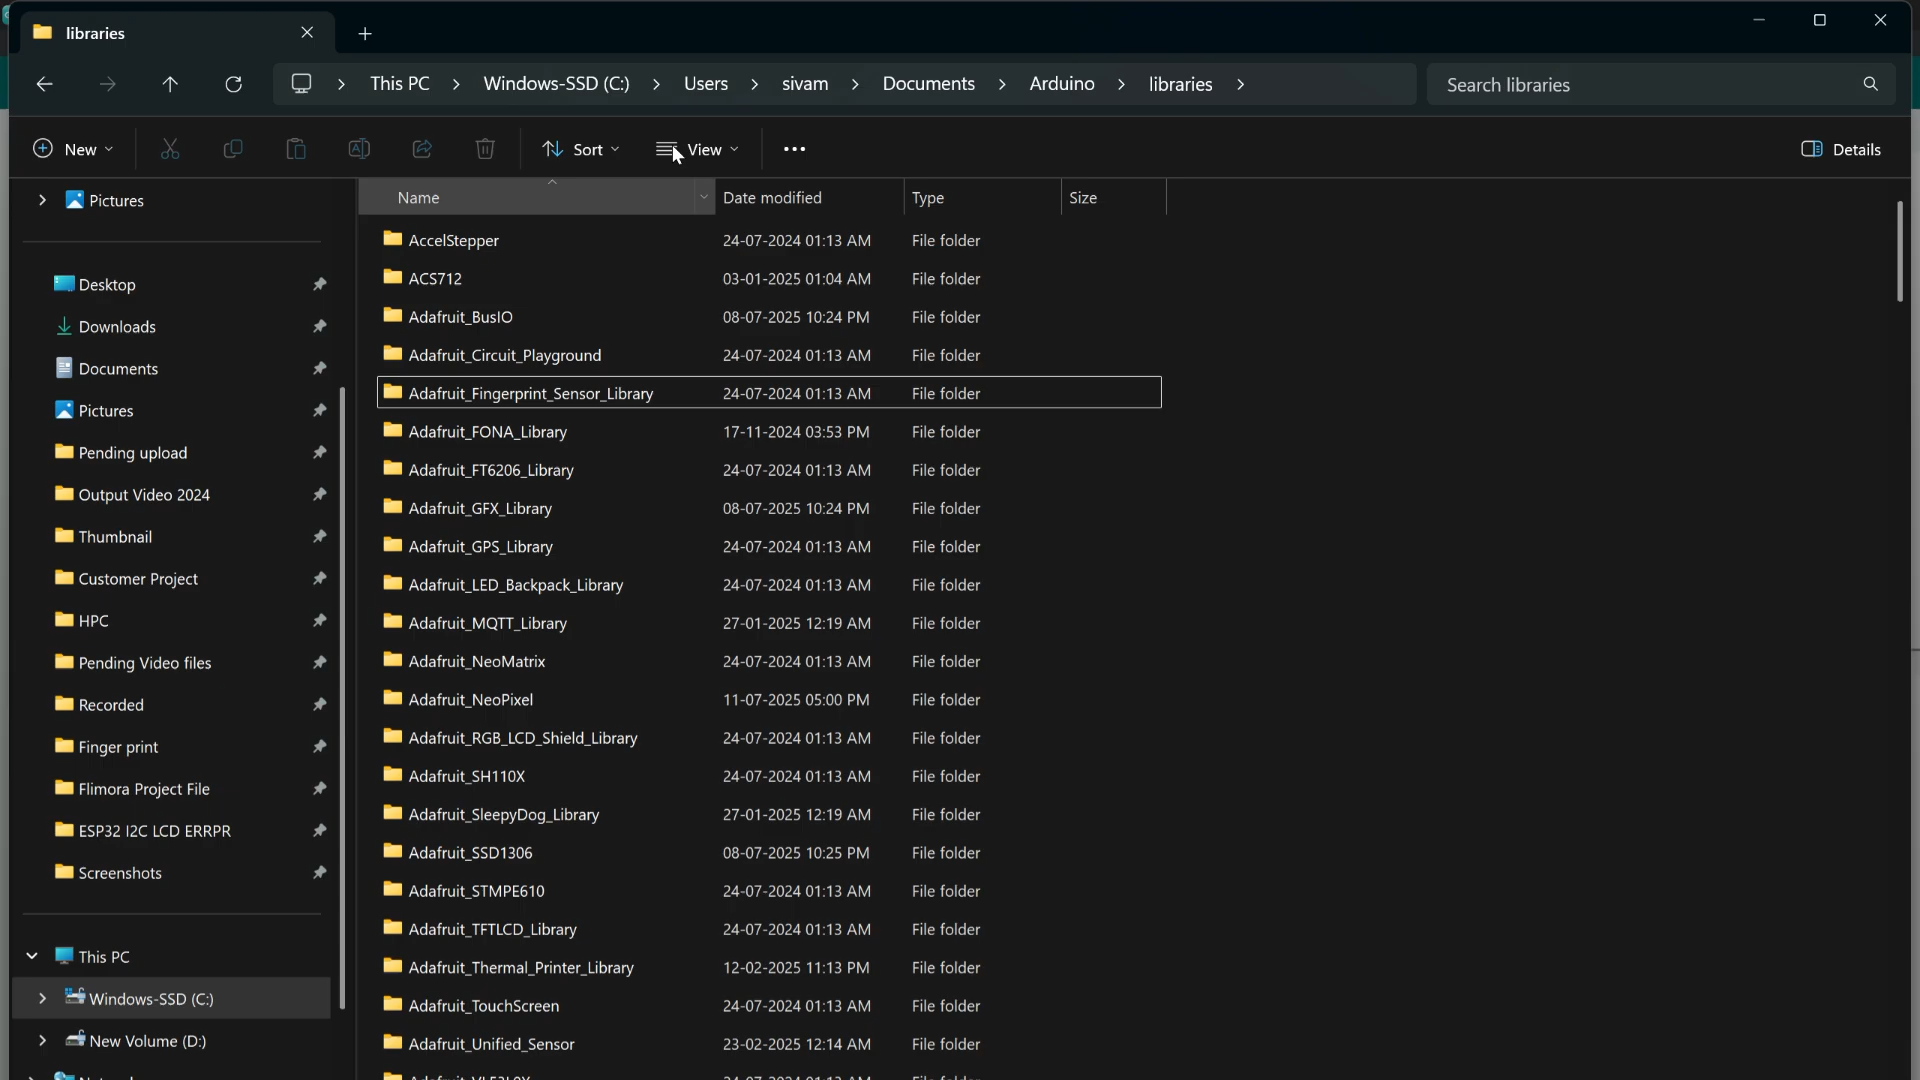 libraries
This PC > Windows-SSD (C:) > Users > sivam > Documents > Arduino > libraries >
Search libraries
New
Sort
View
Details
Pictures
Desktop
Downloads
Documents
Pictures
Pending upload
Output Video 2024
Thumbnail
Customer Project
HPC
Pending Video files
Recorded
Finger print
Flimora Project File
ESP32 I2C LCD ERRPR
Screenshots
This PC
Windows-SSD (C:)
New Volume (D:)
Name Date modified Type Size
AccelStepper 24-07-2024 01:13 AM File folder
ACS712 03-01-2025 01:04 AM File folder
Adafruit_BusIO 08-07-2025 10:24 PM File folder
Adafruit_Circuit_Playground 24-07-2024 01:13 AM File folder
Adafruit_Fingerprint_Sensor_Library 24-07-2024 01:13 AM File folder
Adafruit_FONA_Library 17-11-2024 03:53 PM File folder
Adafruit_FT6206_Library 24-07-2024 01:13 AM File folder
Adafruit_GFX_Library 08-07-2025 10:24 PM File folder
Adafruit_GPS_Library 24-07-2024 01:13 AM File folder
Adafruit_LED_Backpack_Library 24-07-2024 01:13 AM File folder
Adafruit_MQTT_Library 27-01-2025 12:19 AM File folder
Adafruit_NeoMatrix 24-07-2024 01:13 AM File folder
Adafruit_NeoPixel 11-07-2025 05:00 PM File folder
Adafruit_RGB_LCD_Shield_Library 24-07-2024 01:13 AM File folder
Adafruit_SH110X 24-07-2024 01:13 AM File folder
Adafruit_SleepyDog_Library 27-01-2025 12:19 AM File folder
Adafruit_SSD1306 08-07-2025 10:25 PM File folder
Adafruit_STMPE610 24-07-2024 01:13 AM File folder
Adafruit_TFTLCD_Library 24-07-2024 01:13 AM File folder
Adafruit_Thermal_Printer_Library 12-02-2025 11:13 PM File folder
Adafruit_TouchScreen 24-07-2024 01:13 AM File folder
Adafruit_Unified_Sensor 23-02-2025 12:14 AM File folder